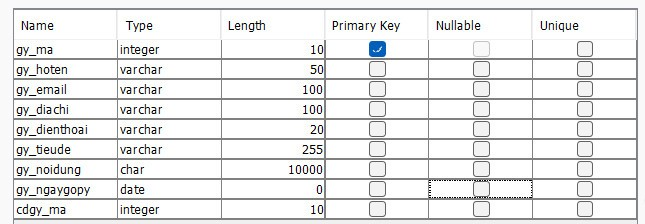 Name Type Length Primary Key Nullable Unique
gy_ma integer 10
gy_hoten varchar 50
gy_email varchar 100
gy_diachi varchar 100
gy_dienthoai varchar 20
gy_tieude varchar 255
gy_noidung char 10000
gy_ngaygopy date 0
cdgy_ma integer 10